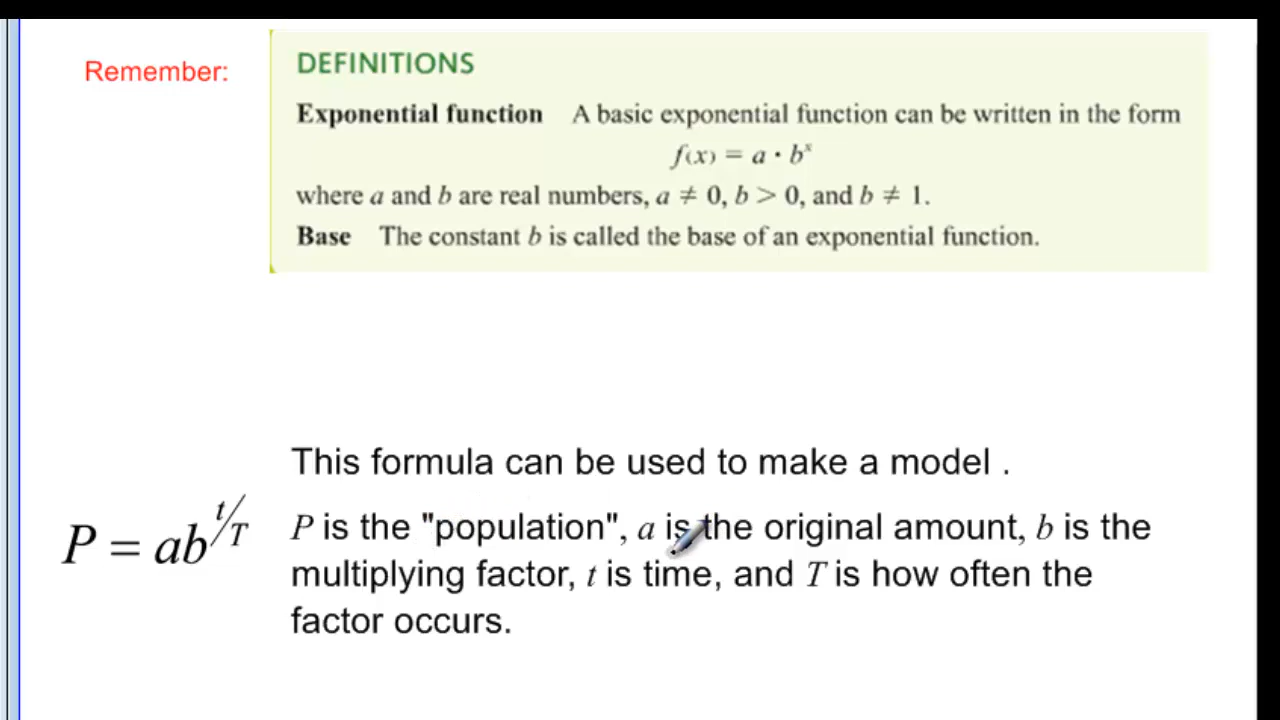 Remember:
DEFINITIONS
Exponential function A basic exponential function can be written in the form
f(x) = a · bˣ
where a and b are real numbers, a ≠ 0, b > 0, and b ≠ 1.
Base The constant b is called the base of an exponential function.
This formula can be used to make a model .
P = ab^{t/T}
P is the "population", a is the original amount, b is the
multiplying factor, t is time, and T is how often the
factor occurs.